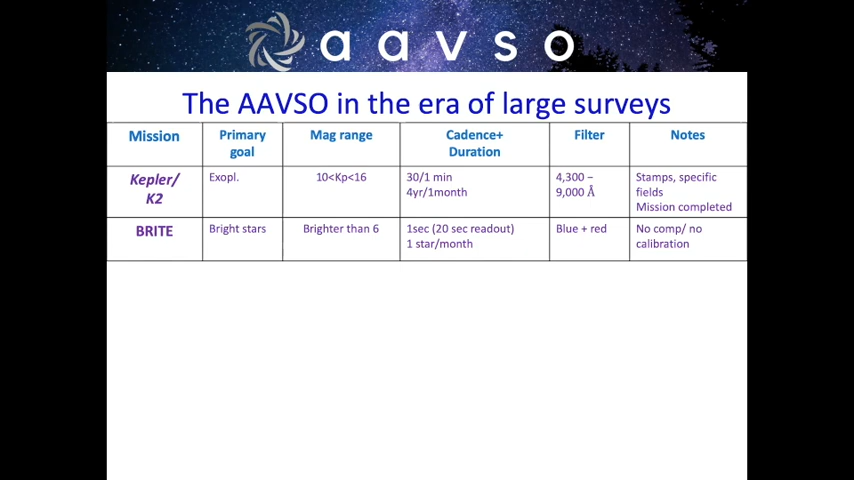 aavso
The AAVSO in the era of large surveys
Mission Primary goal Mag range Cadence+ Duration Filter Notes
Kepler/ K2 Exopl. 10<Kp<16 30/1 min 4yr/1month 4,300 – 9,000 Å Stamps, specific fields Mission completed
BRITE Bright stars Brighter than 6 1sec (20 sec readout) 1 star/month Blue + red No comp/ no calibration